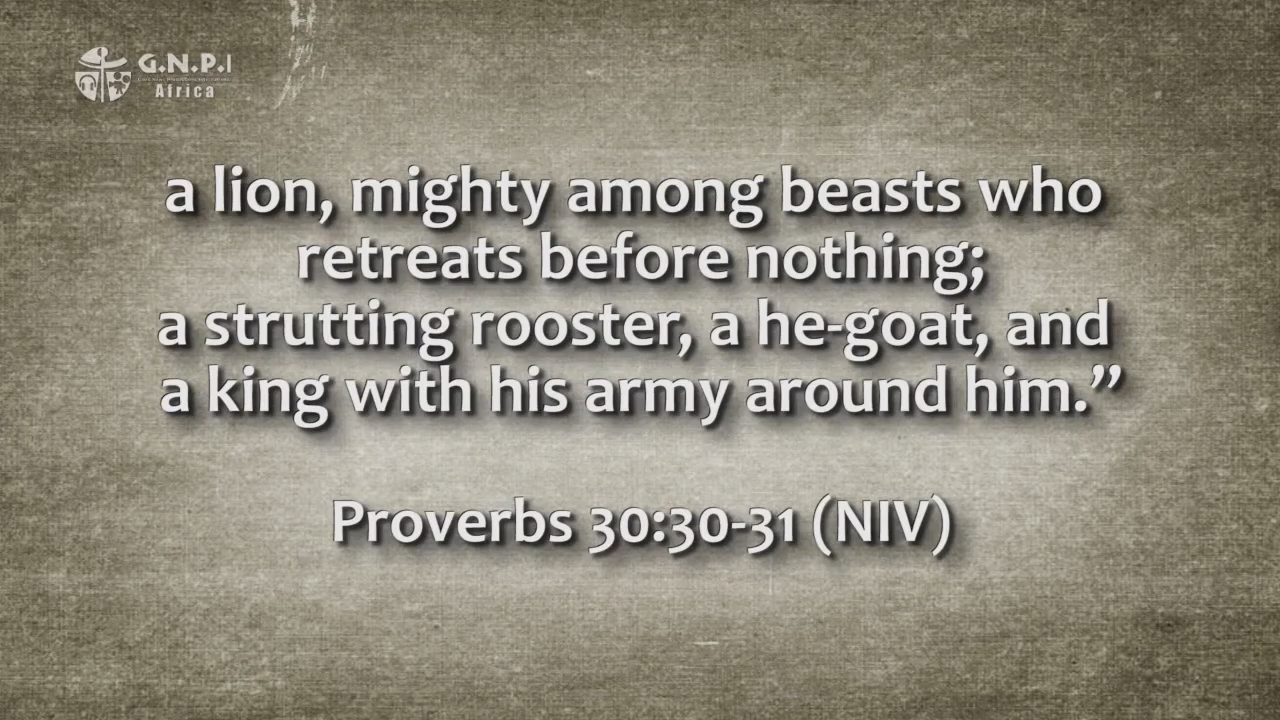 G.N.P.I
Africa
a lion, mighty among beasts who
retreats before nothing;
a strutting rooster, a he-goat, and
a king with his army around him.”
Proverbs 30:30-31 (NIV)